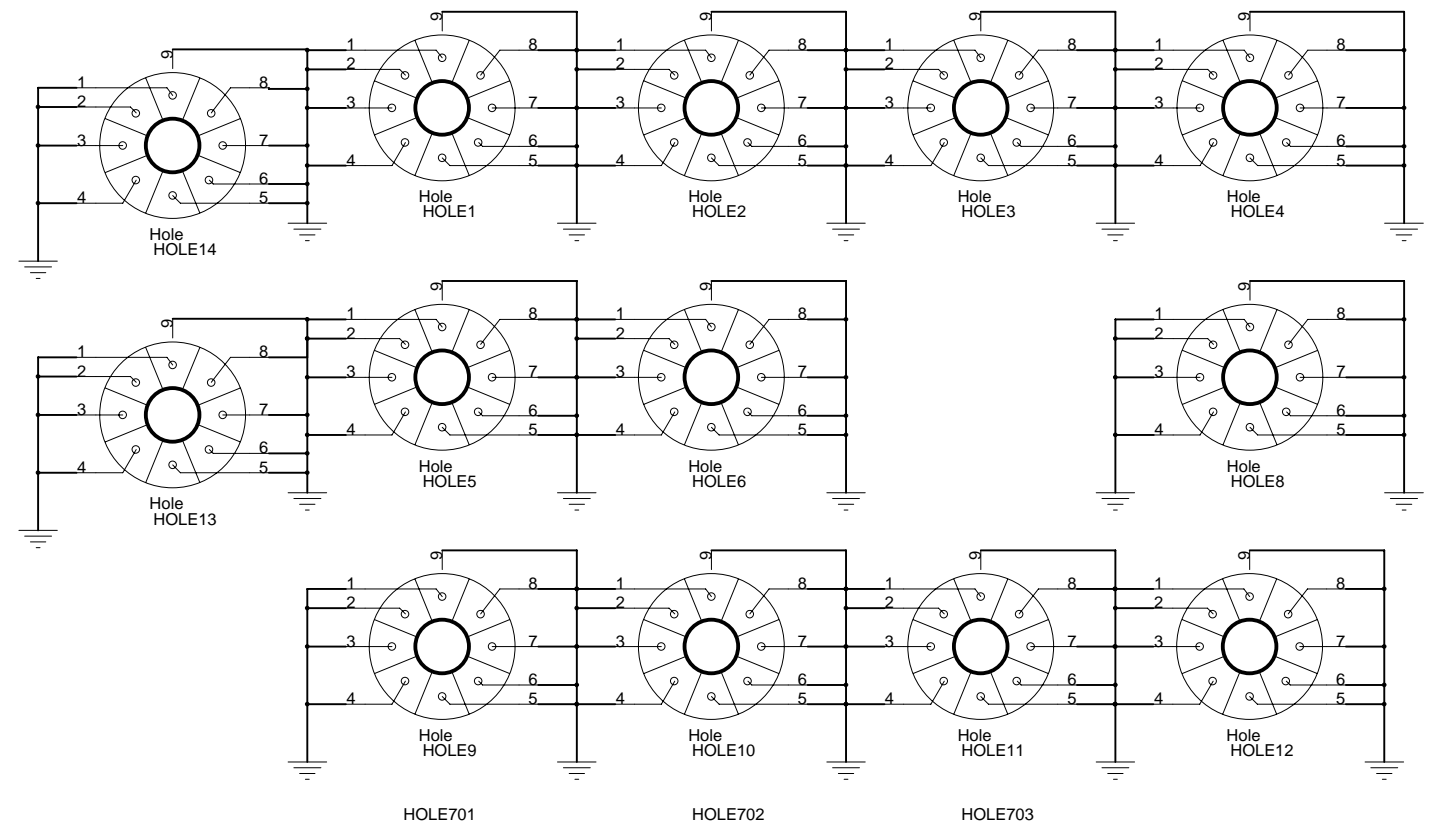 9 9 9 9
1 8 1 8 1 8 1 8
9
2 2 2 2
1 8
2
3 7 3 7 3 7 3 7
3 7
6 6 6 6
4 5 4 5 4 5 4 5
6
4 5
Hole Hole Hole Hole
HOLE1 HOLE2 HOLE3 HOLE4
Hole
HOLE14
9 9 9
1 8 1 8 1 8
9
2 2 2
1 8
2
3 7 3 7 3 7
3 7
6 6 6
4 5 4 5 4 5
6
4 5
Hole Hole Hole
HOLE5 HOLE6 HOLE8
Hole
HOLE13
9 9 9 9
1 8 1 8 1 8 1 8
2 2 2 2
3 7 3 7 3 7 3 7
6 6 6 6
4 5 4 5 4 5 4 5
Hole Hole Hole Hole
HOLE9 HOLE10 HOLE11 HOLE12
HOLE701 HOLE702 HOLE703